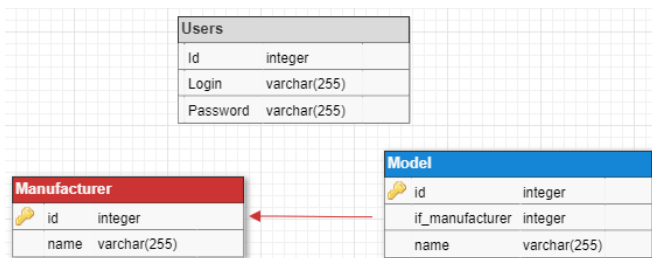 Users
Id integer
Login varchar(255)
Password varchar(255)
Manufacturer
id integer
name varchar(255)
Model
id integer
if_manufacturer integer
name varchar(255)